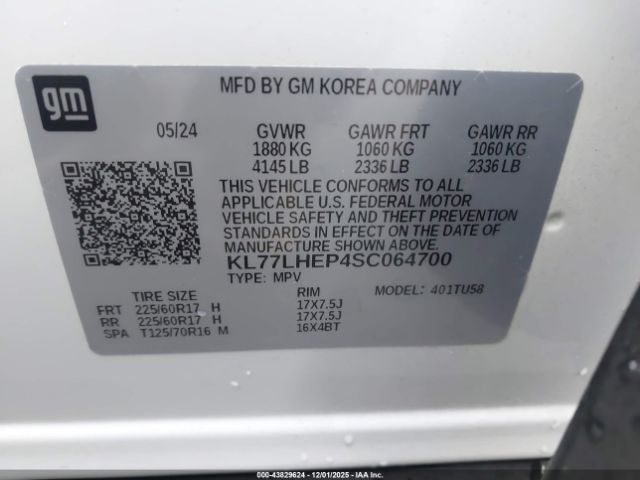 gm
MFD BY GM KOREA COMPANY
05/24 GVWR GAWR FRT GAWR RR
1880 KG 1060 KG 1060 KG
4145 LB 2336 LB 2336 LB
THIS VEHICLE CONFORMS TO ALL
APPLICABLE U.S. FEDERAL MOTOR
VEHICLE SAFETY AND THEFT PREVENTION
STANDARDS IN EFFECT ON THE DATE OF
MANUFACTURE SHOWN ABOVE.
KL77LHEP4SC064700
TYPE: MPV MODEL: 401TU58
TIRE SIZE RIM
FRT 225/60R17 H 17X7.5J
RR 225/60R17 H 17X7.5J
SPA T125/70R16 M 16X4BT
© 43829624 • 12/01/2025 • IAA Inc.